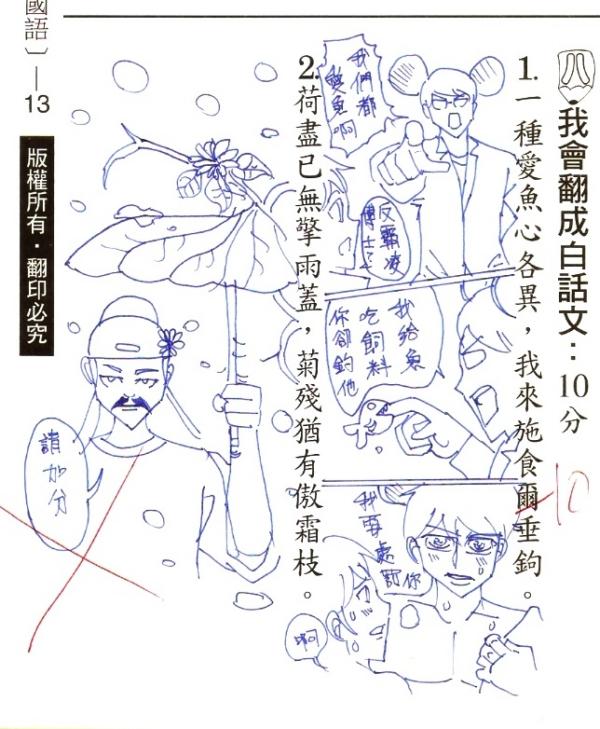 八、我會翻成白話文：10分
1.一種愛魚心各異，我來施食爾垂鉤。
-10
我們都
愛魚啊
反霸凌
博士
我給魚
吃飼料
你卻釣他
我要處罰你
啊
2.荷盡已無擎雨蓋，菊殘猶有傲霜枝。
請加分
國語〕—13
版權所有．翻印必究